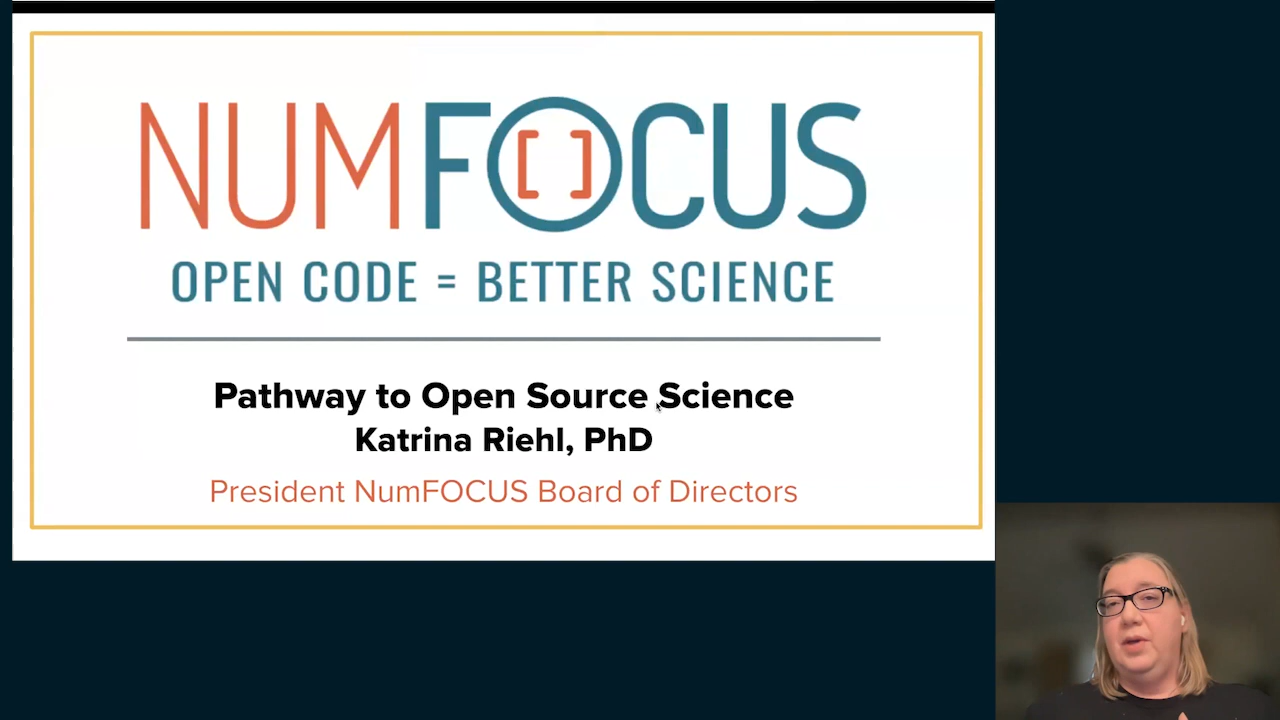 NUMFOCUS
OPEN CODE = BETTER SCIENCE
Pathway to Open Source Science
Katrina Riehl, PhD
President NumFOCUS Board of Directors